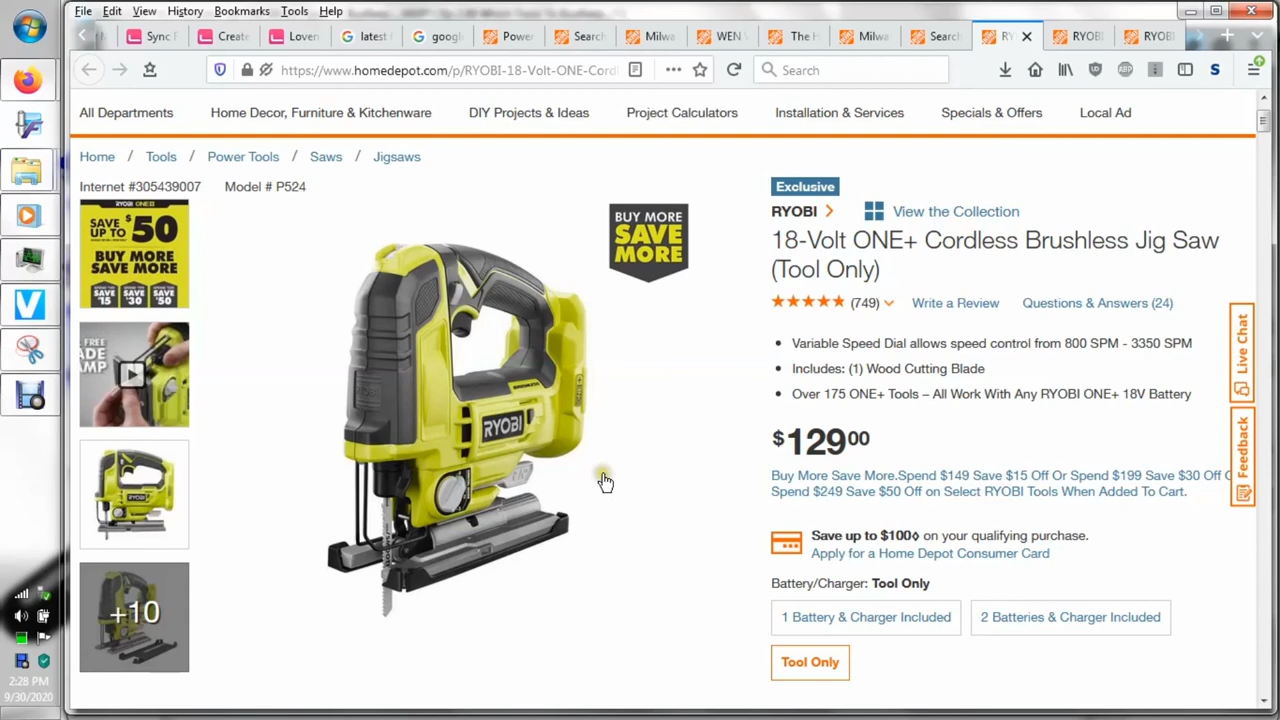 File Edit View History Bookmarks Tools Help
Sync F
Create
Loven
latest
google
Power
Search
Milwa
WEN
The H
Milwa
Search
RY
RYOBI
RYOBI
https://www.homedepot.com/p/RYOBI-18-Volt-ONE-Cord
Search
All Departments
Home Decor, Furniture & Kitchenware
DIY Projects & Ideas
Project Calculators
Installation & Services
Specials & Offers
Local Ad
Home / Tools / Power Tools / Saws / Jigsaws
Internet #305439007 Model # P524
RYOBI ONE+
SAVE UP TO $50
BUY MORE
SAVE MORE
$15 $30 $50
+10
BUY MORE
SAVE
MORE
RYOBI
BRUSHLESS
Exclusive
RYOBI
View the Collection
18-Volt ONE+ Cordless Brushless Jig Saw
(Tool Only)
(749)
Write a Review
Questions & Answers (24)
Variable Speed Dial allows speed control from 800 SPM - 3350 SPM
Includes: (1) Wood Cutting Blade
Over 175 ONE+ Tools – All Work With Any RYOBI ONE+ 18V Battery
$129 00
Buy More Save More.Spend $149 Save $15 Off Or Spend $199 Save $30 Off O
Spend $249 Save $50 Off on Select RYOBI Tools When Added To Cart.
Save up to $100◊ on your qualifying purchase.
Apply for a Home Depot Consumer Card
Battery/Charger: Tool Only
1 Battery & Charger Included
2 Batteries & Charger Included
Tool Only
Live Chat
Feedback
2:28 PM
9/30/2020